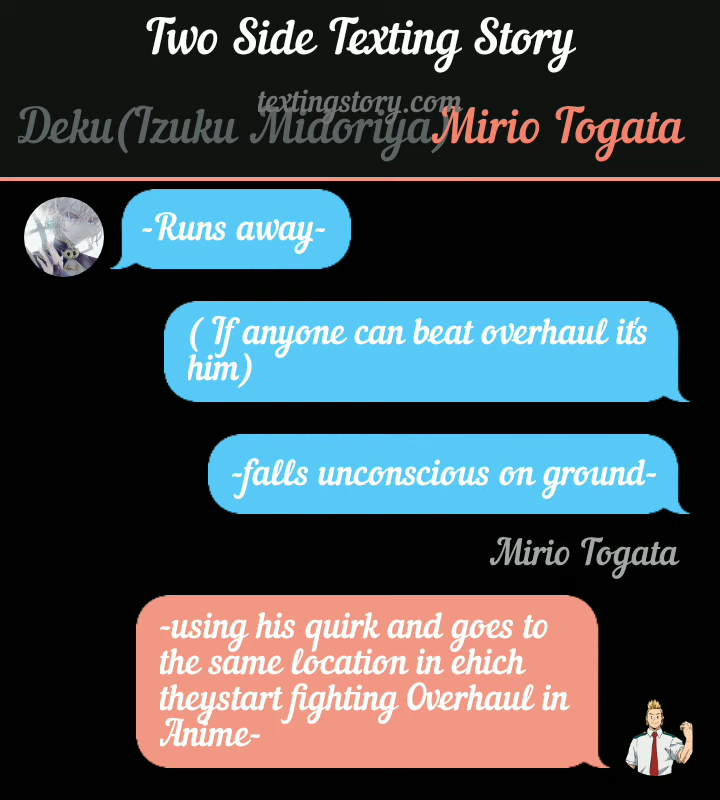 Two Side Texting Story
textingstory.com
Deku(Izuku Midoriya)
Mirio Togata
~Runs away~
( If anyone can beat overhaul it's
him)
~falls unconscious on ground~
Mirio Togata
~using his quirk and goes to
the same location in ehich
theystart fighting Overhaul in
Anime~